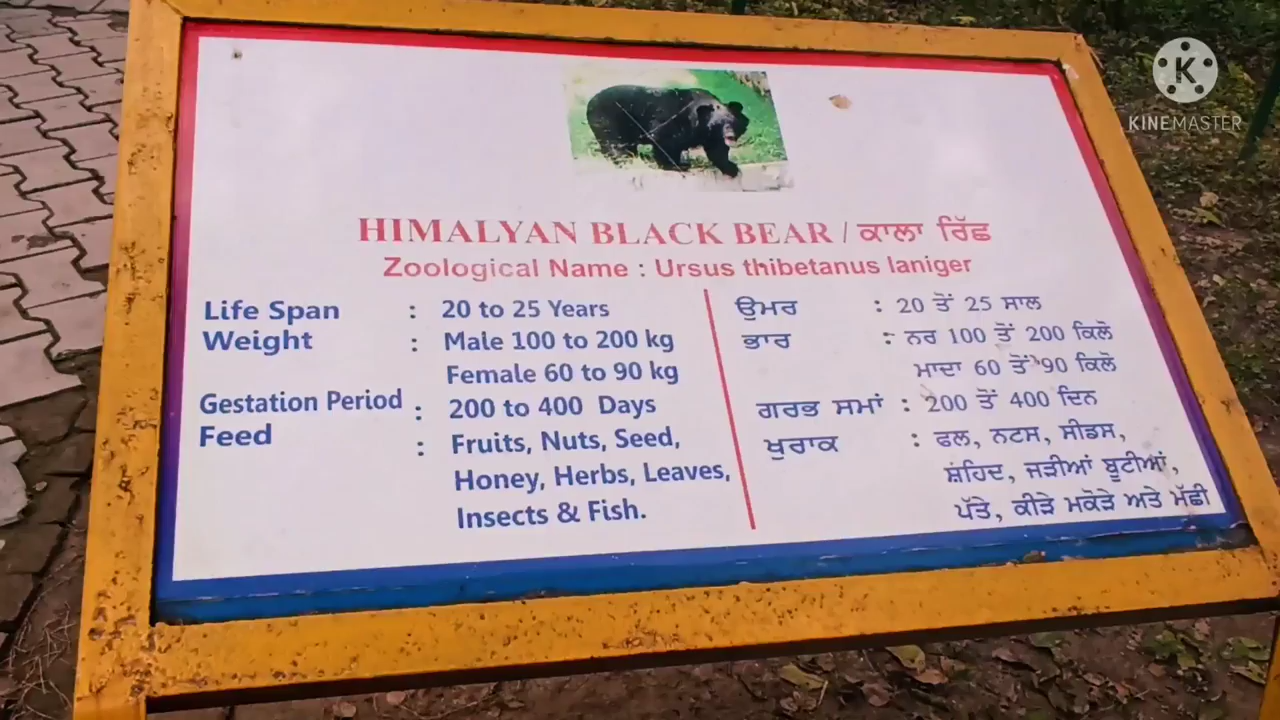 K
KINEMASTER
HIMALYAN BLACK BEAR / ਕਾਲਾ ਰਿੱਛ
Zoological Name : Ursus thibetanus laniger
Life Span : 20 to 25 Years
Weight : Male 100 to 200 kg
Female 60 to 90 kg
Gestation Period : 200 to 400 Days
Feed : Fruits, Nuts, Seed,
Honey, Herbs, Leaves,
Insects & Fish.
ਉਮਰ : 20 ਤੋਂ 25 ਸਾਲ
ਭਾਰ : ਨਰ 100 ਤੋਂ 200 ਕਿਲੋ
ਮਾਦਾ 60 ਤੋਂ 90 ਕਿਲੋ
ਗਰਭ ਸਮਾਂ : 200 ਤੋਂ 400 ਦਿਨ
ਖੁਰਾਕ : ਫਲ, ਨਟਸ, ਸੀਡਸ,
ਸ਼ਹਿਦ, ਜੜੀਆਂ ਬੂਟੀਆਂ,
ਪੱਤੇ, ਕੀੜੇ ਮਕੋੜੇ ਅਤੇ ਮੱਛੀ